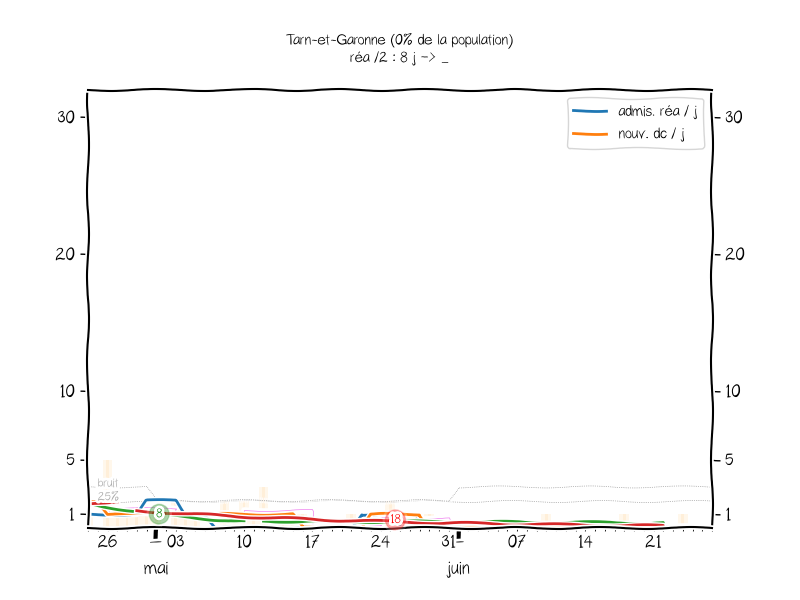 Tarn-et-Garonne (0% de la population)
réa /2 : 8 j -> _
30 30
admis. réa / j
nouv. dc / j
20 20
10 10
5 5
bruit
25%
1 8 18 1
26 03 10 17 24 31 07 14 21
mai juin